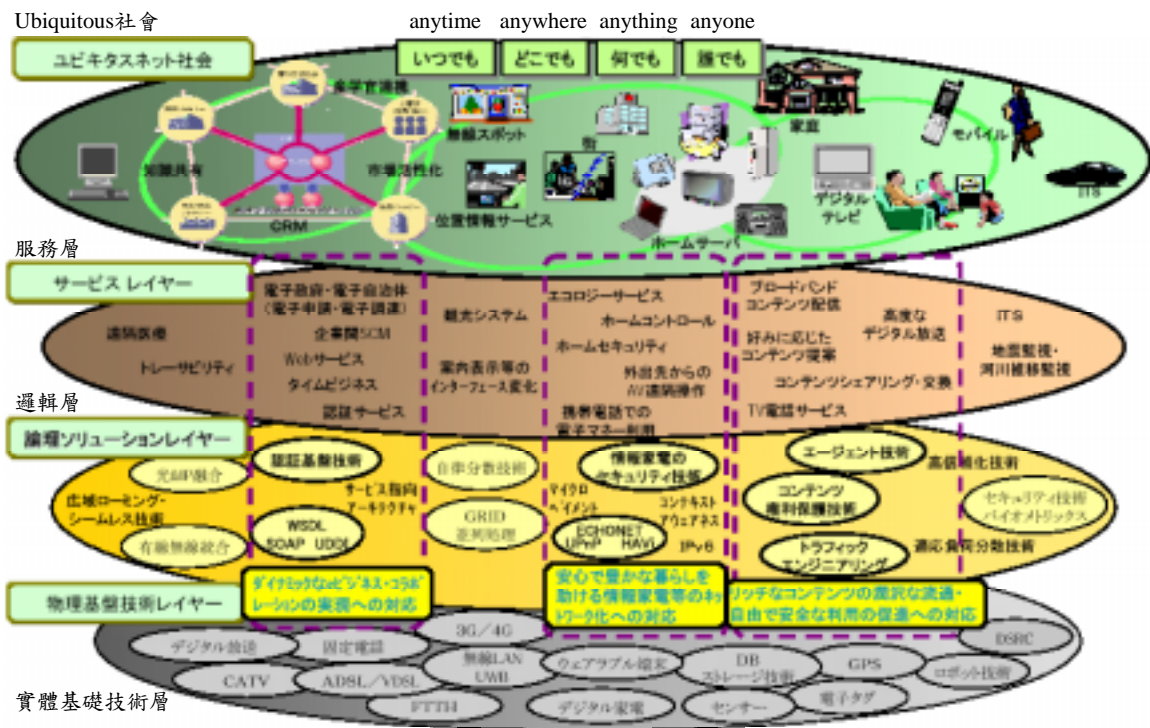 Ubiquitous社會 anytime anywhere anything anyone
ユビキタスネット社会
いつでも どこでも 何でも 誰でも
産学官連携
無線スポット
街
家庭
モバイル
知識共有
市場活性化
CRM
位置情報サービス
ホームサーバ
デジタル
テレビ
ITS
服務層
サービス レイヤー
遠隔医療
トレーサビリティ
電子政府・電子自治体
(電子申請・電子調達)
企業間SCM
Webサービス
タイムビジネス
認証サービス
観光システム
案内表示等の
インターフェース変化
エコロジーサービス
ホームコントロール
ホームセキュリティ
外出先からの
AV遠隔操作
携帯電話での
電子マネー利用
ブロードバンド
コンテンツ配信
好みに応じた
コンテンツ提案
高度な
デジタル放送
コンテンツシェアリング・交換
TV電話サービス
ITS
地震監視・
河川推移監視
邏輯層
論理ソリューションレイヤー
光&IP融合
広域ローミング・
シームレス技術
有線無線統合
認証基盤技術
サービス指向
アーキテクチャ
WSDL
SOAP UDDI
自律分散技術
GRID
並列処理
情報家電の
セキュリティ技術
マイクロ
ペイメント
コンテキスト
アウェアネス
ECHONET
UPnP HAVi
IPv6
エージェント技術
高信頼化技術
コンテンツ
権利保護技術
セキュリティ技術
バイオメトリックス
トラフィック
エンジニアリング
適応負荷分散技術
ダイナミックなeビジネス・コラボ
レーションの実現への対応
安心で豊かな暮らしを
助ける情報家電等のネッ
トワーク化への対応
リッチなコンテンツの潤沢な流通・
自由で安全な利用の促進への対応
物理基盤技術レイヤー
デジタル放送
固定電話
3G/4G
無線LAN
UWB
ウェアラブル端末
DB
ストレージ技術
GPS
ロボット技術
DSRC
CATV
ADSL/VDSL
FTTH
デジタル家電
センサー
電子タグ
實體基礎技術層